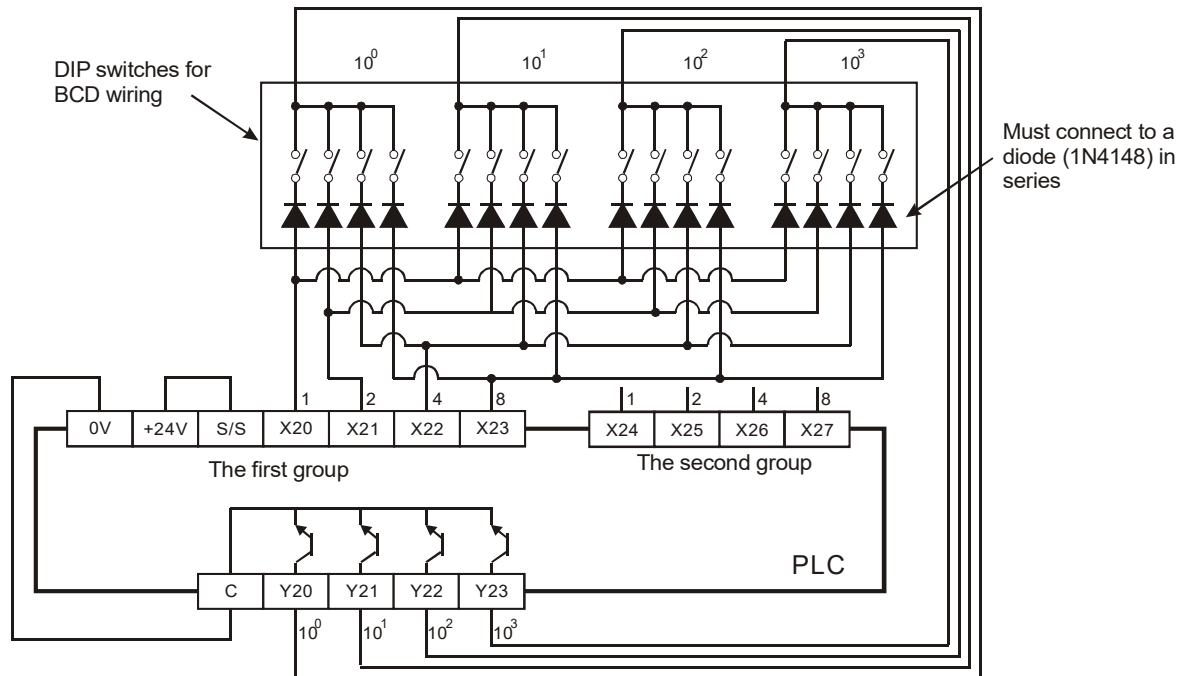 10^0 10^1 10^2 10^3
DIP switches for
BCD wiring
Must connect to a
diode (1N4148) in
series
1 2 4 8 1 2 4 8
0V +24V S/S X20 X21 X22 X23 X24 X25 X26 X27
The first group The second group
PLC
C Y20 Y21 Y22 Y23
10^0 10^1 10^2 10^3